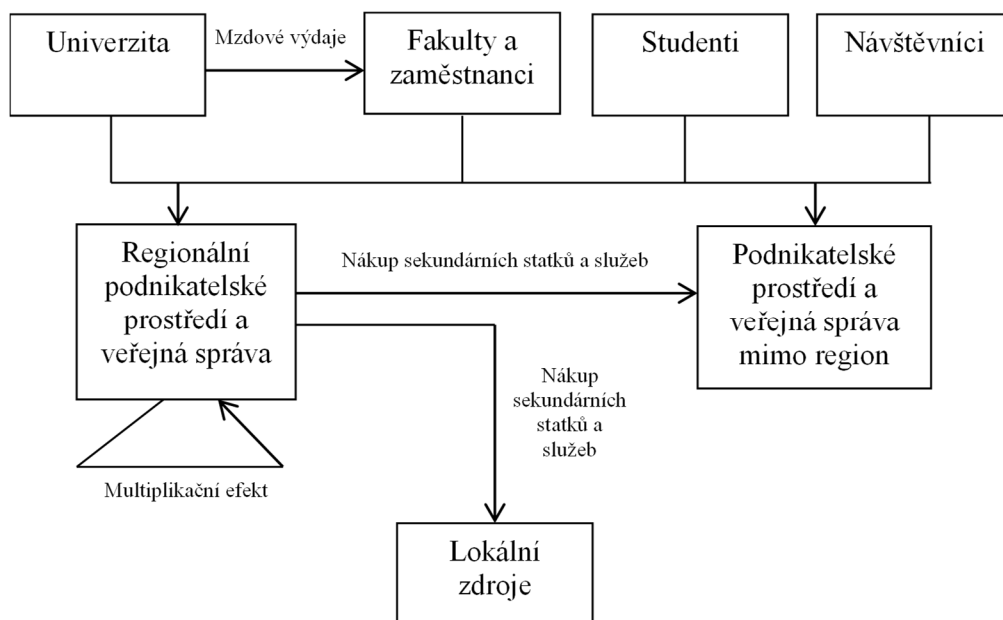 Univerzita
Mzdové výdaje
Fakulty a
zaměstnanci
Studenti
Návštěvníci
Regionální
podnikatelské
prostředí a
veřejná správa
Nákup sekundárních statků a služeb
Podnikatelské
prostředí a
veřejná správa
mimo region
Nákup
sekundárních
statků a
služeb
Multiplikační efekt
Lokální
zdroje